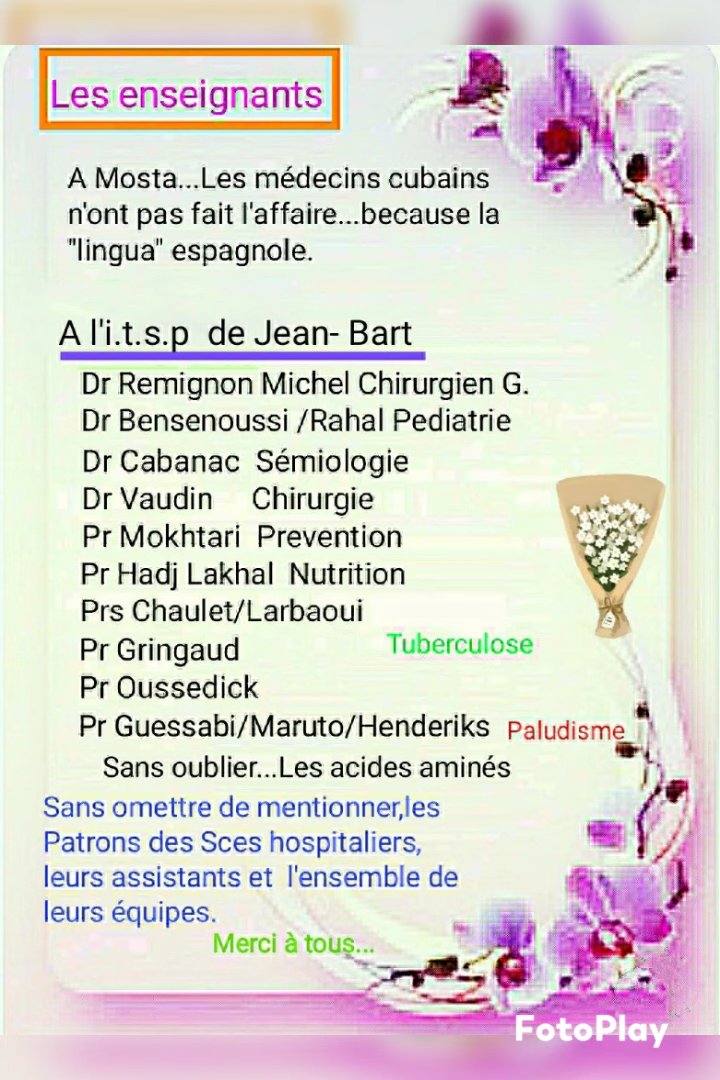 Les enseignants
A Mosta...Les médecins cubains
n'ont pas fait l'affaire...because la
"lingua" espagnole.
A l'i.t.s.p de Jean- Bart
Dr Remignon Michel Chirurgien G.
Dr Bensenoussi /Rahal Pediatrie
Dr Cabanac Sémiologie
Dr Vaudin Chirurgie
Pr Mokhtari Prevention
Pr Hadj Lakhal Nutrition
Prs Chaulet/Larbaoui
Pr Gringaud Tuberculose
Pr Oussedick
Pr Guessabi/Maruto/Henderiks Paludisme
Sans oublier...Les acides aminés
Sans omettre de mentionner,les
Patrons des Sces hospitaliers,
leurs assistants et l'ensemble de
leurs équipes.
Merci à tous...
FotoPlay